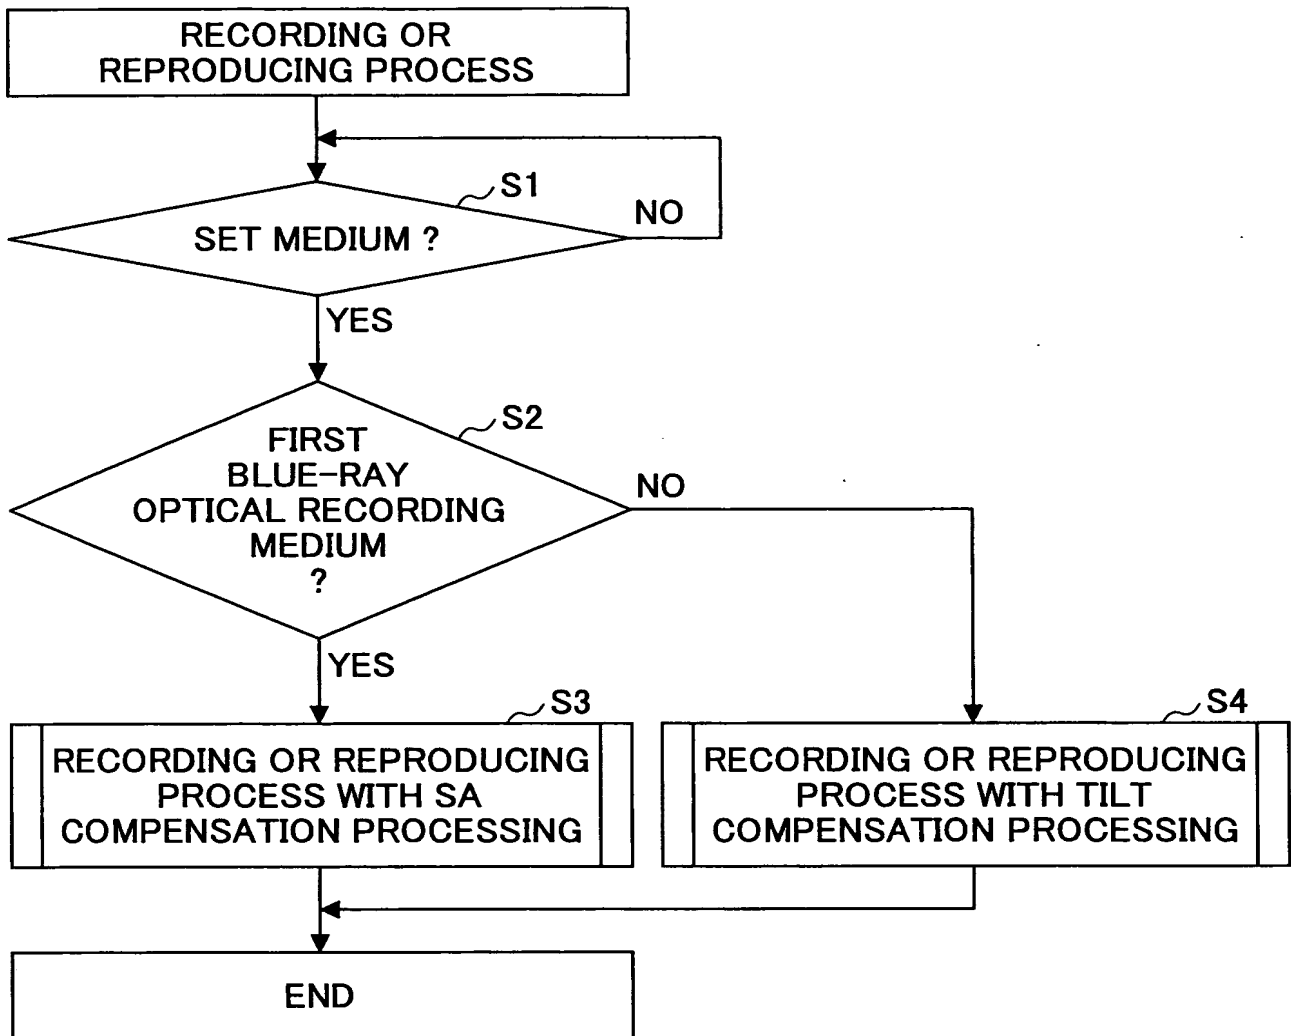 RECORDING OR
REPRODUCING PROCESS
S1
SET MEDIUM ?
NO
YES
S2
FIRST
BLUE-RAY
OPTICAL RECORDING
MEDIUM
?
NO
YES
S3
RECORDING OR REPRODUCING
PROCESS WITH SA
COMPENSATION PROCESSING
S4
RECORDING OR REPRODUCING
PROCESS WITH TILT
COMPENSATION PROCESSING
END